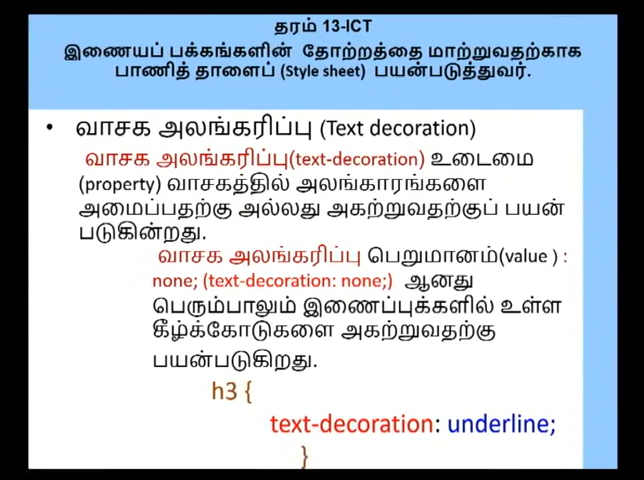 தரம் 13-ICT
இணையப் பக்கங்களின் தோற்றத்தை மாற்றுவதற்காக
பாணித் தாளைப் (Style sheet) பயன்படுத்துவர்.
• வாசக அலங்கரிப்பு (Text decoration)
வாசக அலங்கரிப்பு(text-decoration) உடைமை
(property) வாசகத்தில் அலங்காரங்களை
அமைப்பதற்கு அல்லது அகற்றுவதற்குப் பயன்
படுகின்றது.
வாசக அலங்கரிப்பு பெறுமானம்(value ) :
none; (text-decoration: none;) ஆனது
பெரும்பாலும் இணைப்புக்களில் உள்ள
கீழ்க்கோடுகளை அகற்றுவதற்கு
பயன்படுகிறது.
h3 {
text-decoration: underline;
}